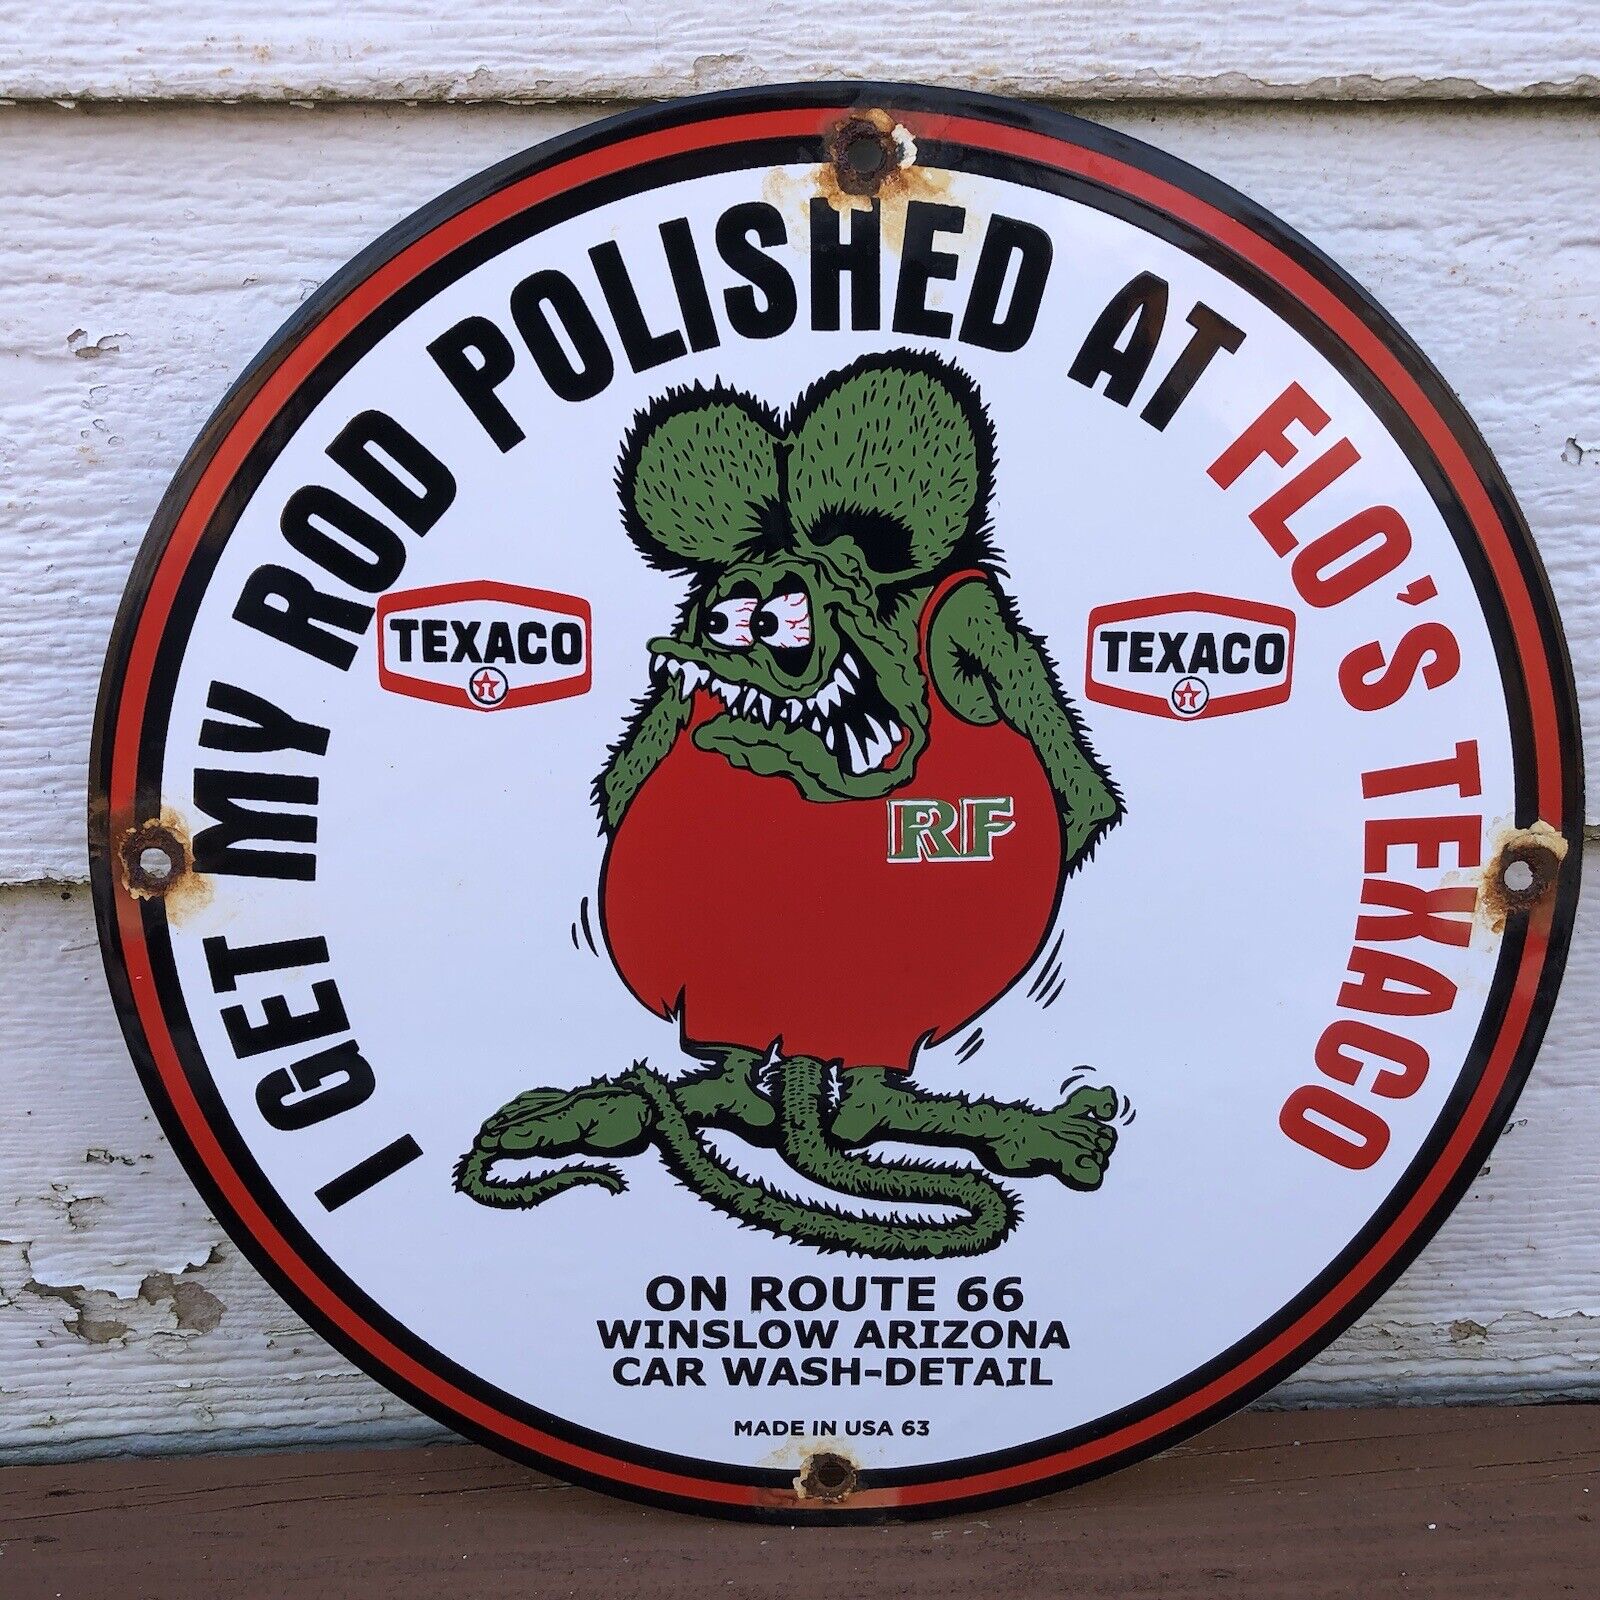 I GET MY ROD POLISHED AT FLO'S TEXACO
TEXACO
T
TEXACO
T
RF
ON ROUTE 66
WINSLOW ARIZONA
CAR WASH-DETAIL
MADE IN USA 63